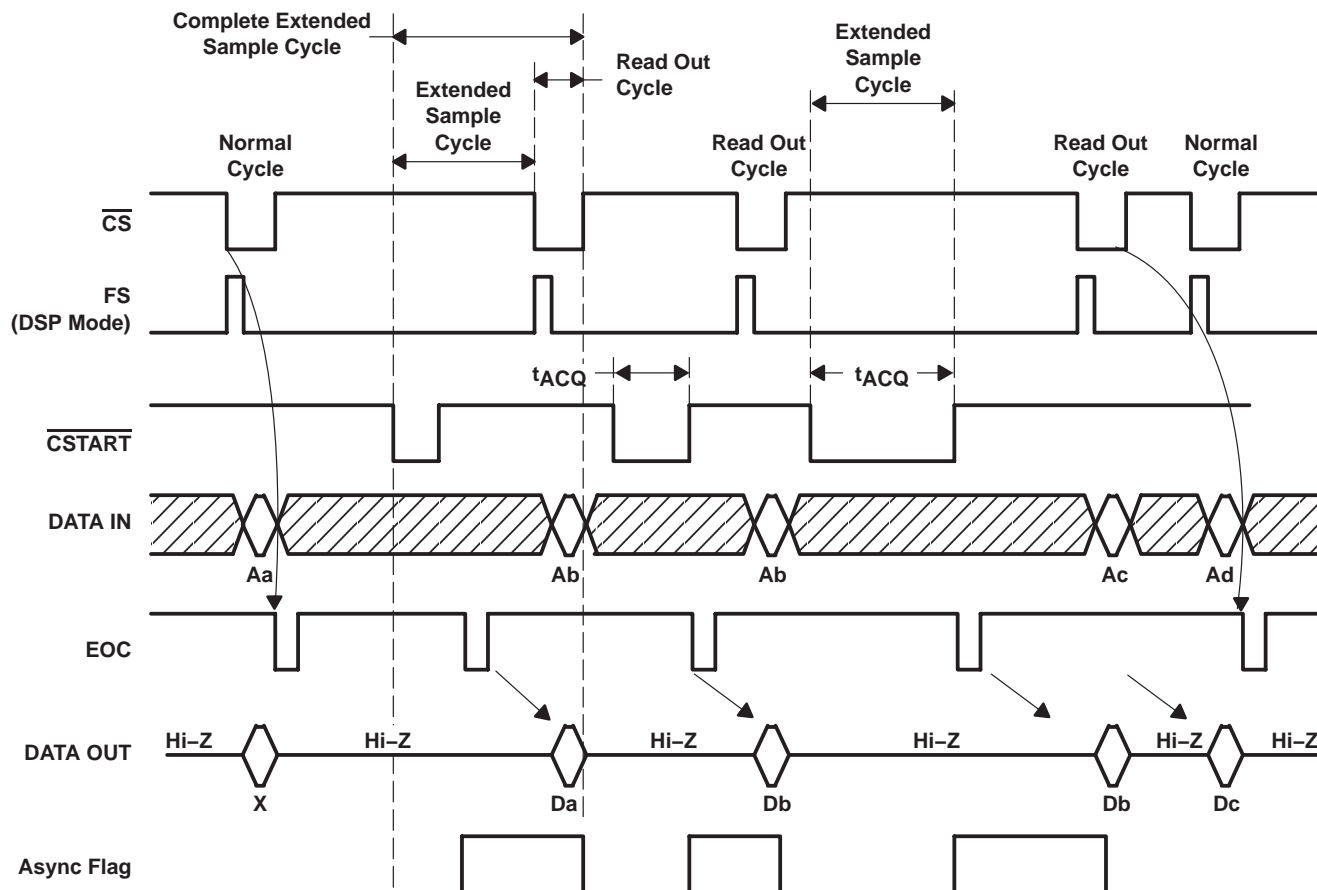 Complete Extended
Sample Cycle
Extended
Sample
Cycle
Read Out
Cycle
Extended
Sample
Cycle
Normal
Cycle
Read Out
Cycle
Read Out
Cycle
Normal
Cycle
CS
FS
(DSP Mode)
tACQ
tACQ
CSTART
DATA IN
Aa
Ab
Ab
Ac
Ad
EOC
DATA OUT
Hi–Z
Hi–Z
Hi–Z
Hi–Z
Hi–Z
Hi–Z
X
Da
Db
Db
Dc
Async Flag